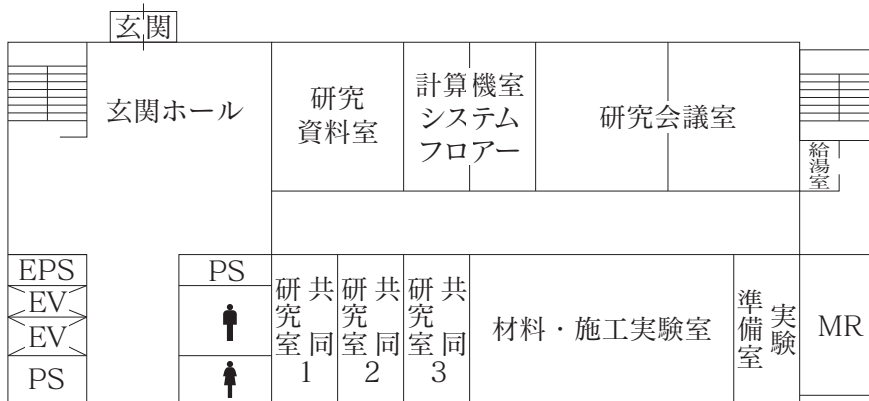 玄関
玄関ホール
研究
資料室
計算機室
システム
フロアー
研究会議室
給湯室
EPS
EV
EV
PS
PS
共同
研究室
1
共同
研究室
2
共同
研究室
3
材料・施工実験室
実験
準備室
MR